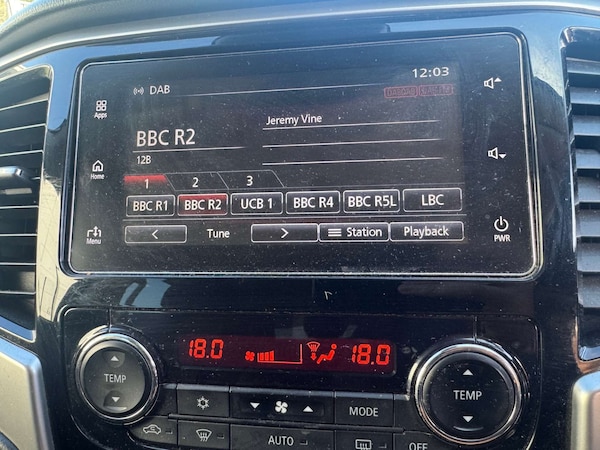 12:03
DAB
Apps
BBC R2
Jeremy Vine
12B
Home
1 2 3
BBC R1 BBC R2 UCB 1 BBC R4 BBC R5L LBC
< Tune > Station Playback
Menu
PWR
18.0 18.0
TEMP
TEMP
MODE
AUTO
OFF